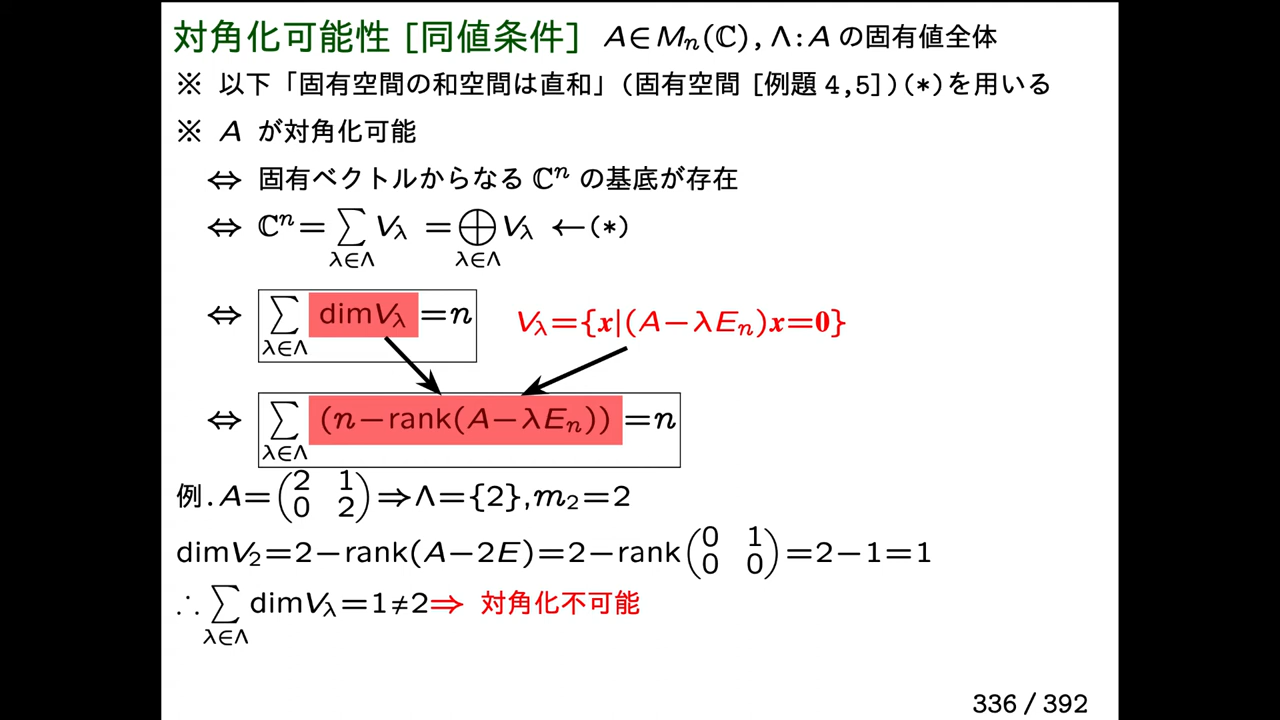 対角化可能性 [同値条件] A∈Mₙ(ℂ), Λ:A の固有値全体
※ 以下「固有空間の和空間は直和」(固有空間 [例題 4,5])(*)を用いる
※ A が対角化可能
⇔ 固有ベクトルからなる ℂⁿ の基底が存在
⇔ ℂⁿ=∑_{λ∈Λ} V_λ =⨁_{λ∈Λ} V_λ ←(*)
⇔ ∑_{λ∈Λ} dimV_λ=n V_λ={x|(A−λEₙ)x=0}
⇔ ∑_{λ∈Λ} (n−rank(A−λEₙ))=n
例.A=(2 1 0 2)⇒Λ={2},m₂=2
dimV₂=2−rank(A−2E)=2−rank(0 1 0 0)=2−1=1
∴∑_{λ∈Λ} dimV_λ=1≠2⇒ 対角化不可能
336 / 392